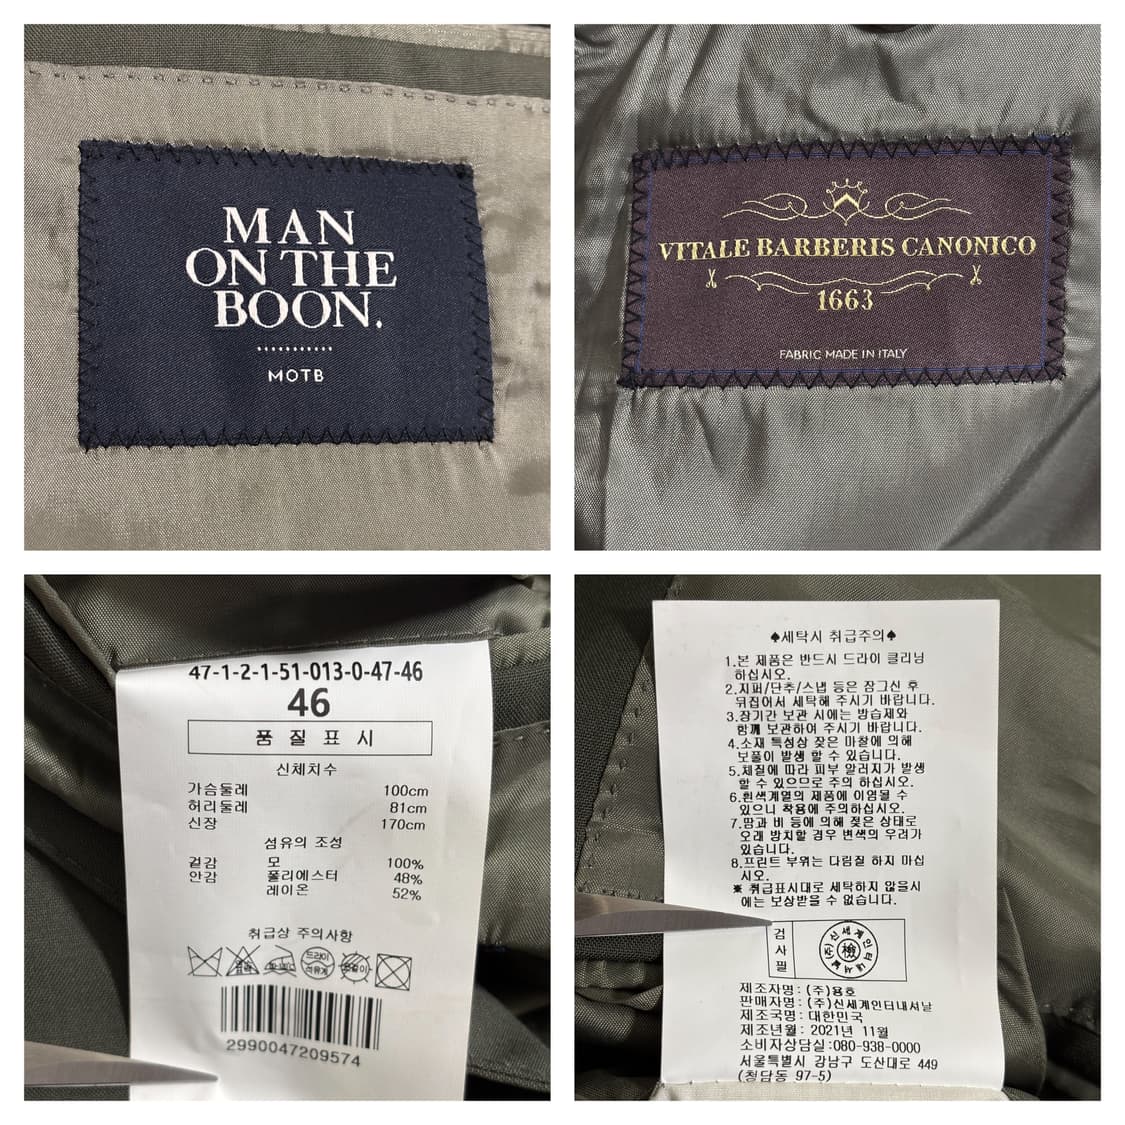 MAN
ON THE
BOON.
MOTB
VITALE BARBERIS CANONICO
1663
FABRIC MADE IN ITALY
47-1-2-1-51-013-0-47-46
46
품 질 표 시
신체치수
가슴둘레 100cm
허리둘레 81cm
신장 170cm
섬유의 조성
겉감 모 100%
안감 폴리에스터 48%
레이온 52%
취급상 주의사항
드라이
석유계
2990047209574
♠세탁시 취급주의♠
1.본 제품은 반드시 드라이 클리닝
하십시오.
2.지퍼/단추/스냅 등은 잠그신 후
뒤집어서 세탁해 주시기 바랍니다.
3.장기간 보관 시에는 방습제와
함께 보관하여 주시기 바랍니다.
4.소재 특성상 잦은 마찰에 의해
보풀이 발생 할 수 있습니다.
5.체질에 따라 피부 알러지가 발생
할 수 있으므로 주의 하십시오.
6.흰색계열의 제품에 이염될 수
있으니 착용에 주의하십시오.
7.땀과 비 등에 의해 젖은 상태로
오래 방치할 경우 변색의 우려가
있습니다.
8.프린트 부위는 다림질 하지 마십
시오.
※ 취급표시대로 세탁하지 않을시
에는 보상받을 수 없습니다.
검사필
(주)신세계인터내셔날
檢
제조자명: (주)용호
판매자명: (주)신세계인터내셔날
제조국명: 대한민국
제조년월: 2021년 11월
소비자상담실:080-938-0000
서울특별시 강남구 도산대로 449
(청담동 97-5)